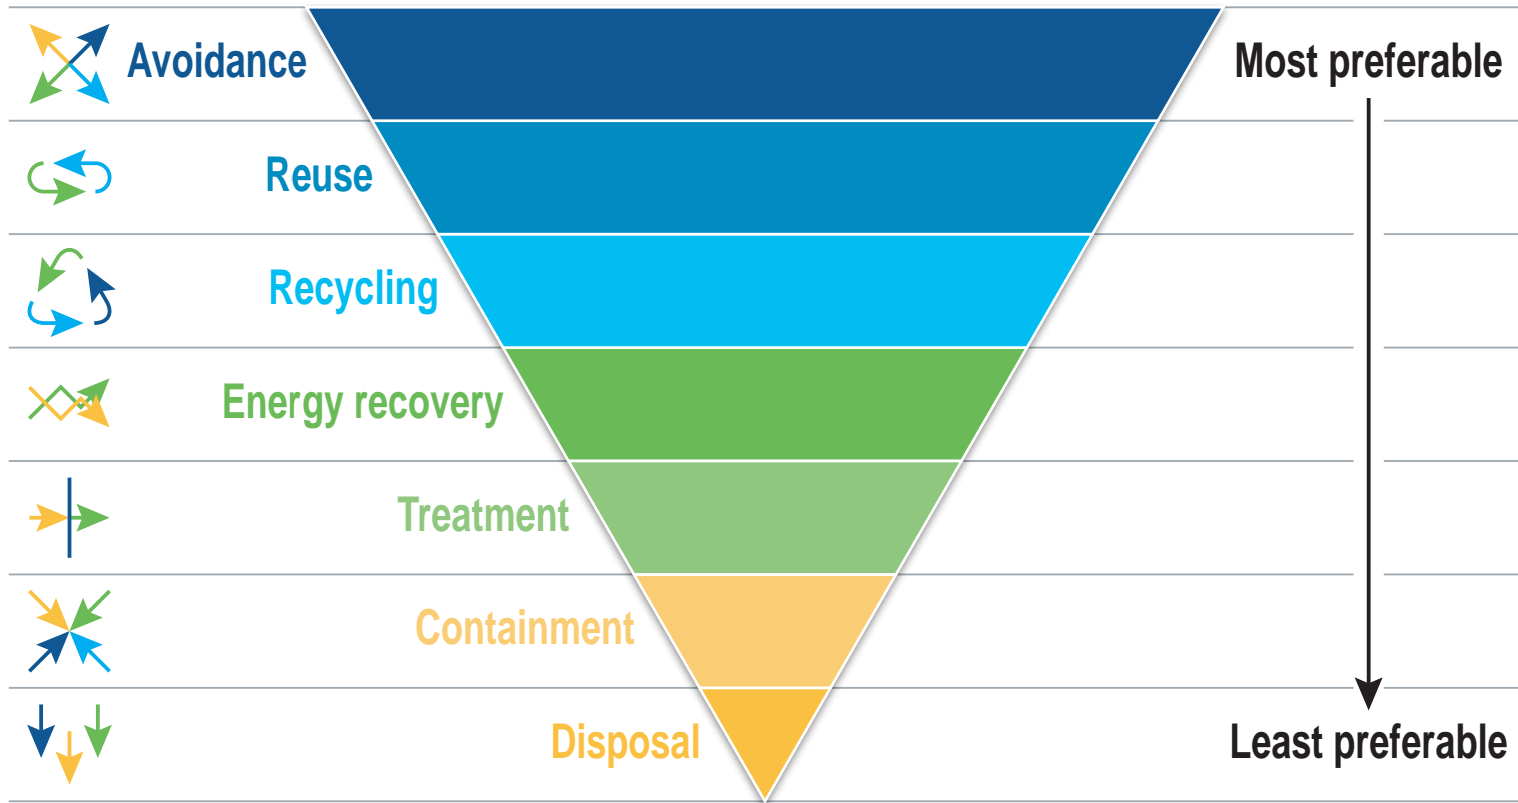 Avoidance
Most preferable
Reuse
Recycling
Energy recovery
Treatment
Containment
Disposal
Least preferable